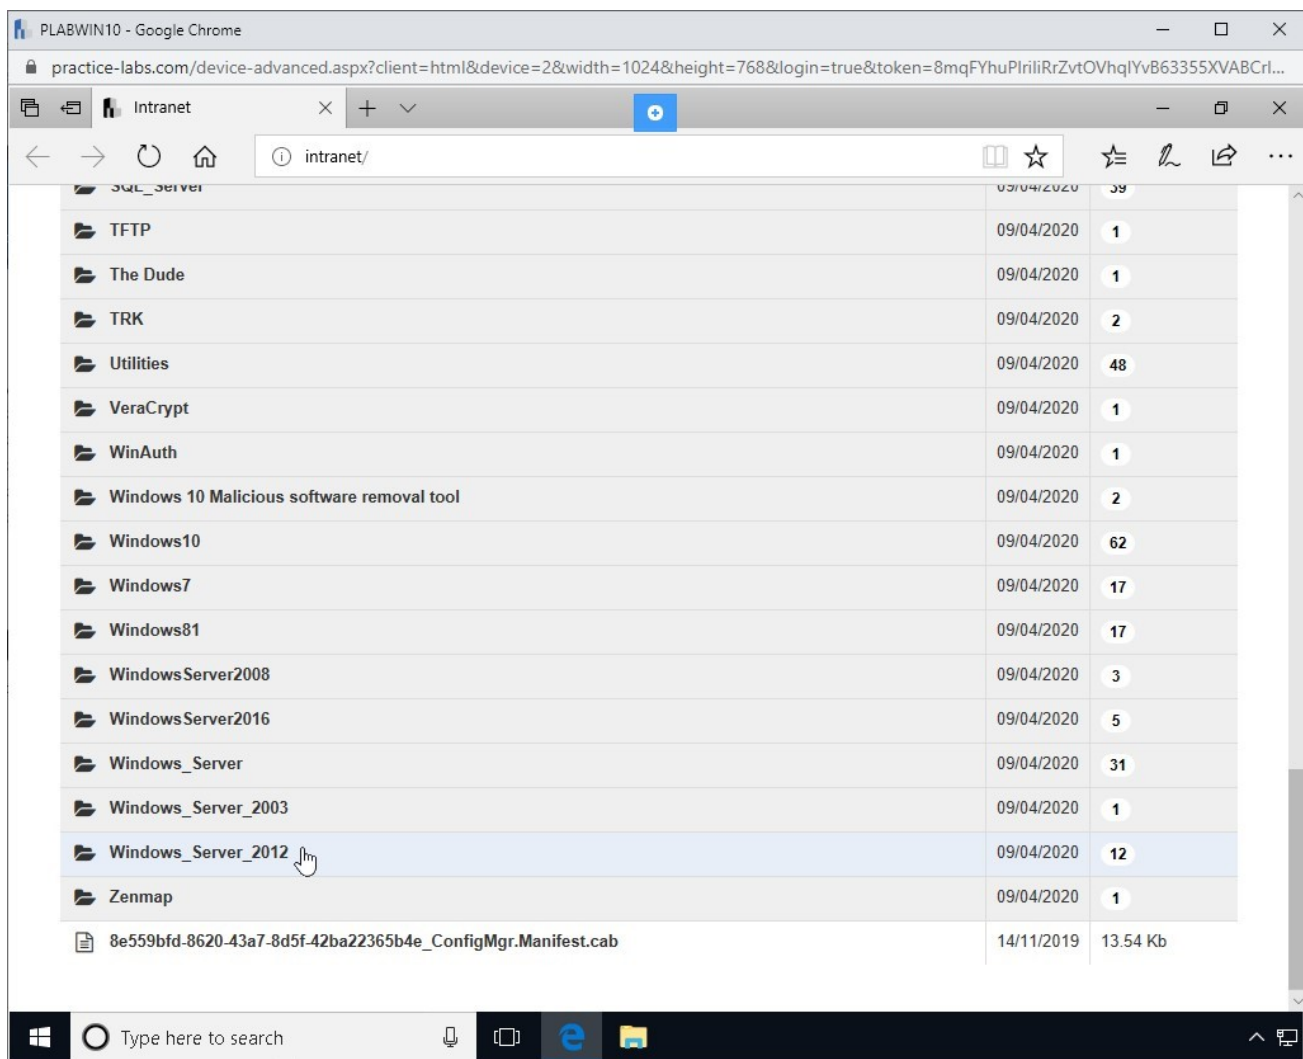 PLABWIN10 - Google Chrome
practice-labs.com/device-advanced.aspx?client=html&device=2&width=1024&height=768&login=true&token=8mqFYhuPIriIiRrZvtOVhqIYvB63355XVABCrI...
Intranet
intranet/
SQL_Server 09/04/2020 39
TFTP 09/04/2020 1
The Dude 09/04/2020 1
TRK 09/04/2020 2
Utilities 09/04/2020 48
VeraCrypt 09/04/2020 1
WinAuth 09/04/2020 1
Windows 10 Malicious software removal tool 09/04/2020 2
Windows10 09/04/2020 62
Windows7 09/04/2020 17
Windows81 09/04/2020 17
WindowsServer2008 09/04/2020 3
WindowsServer2016 09/04/2020 5
Windows_Server 09/04/2020 31
Windows_Server_2003 09/04/2020 1
Windows_Server_2012 09/04/2020 12
Zenmap 09/04/2020 1
8e559bfd-8620-43a7-8d5f-42ba22365b4e_ConfigMgr.Manifest.cab 14/11/2019 13.54 Kb
Type here to search